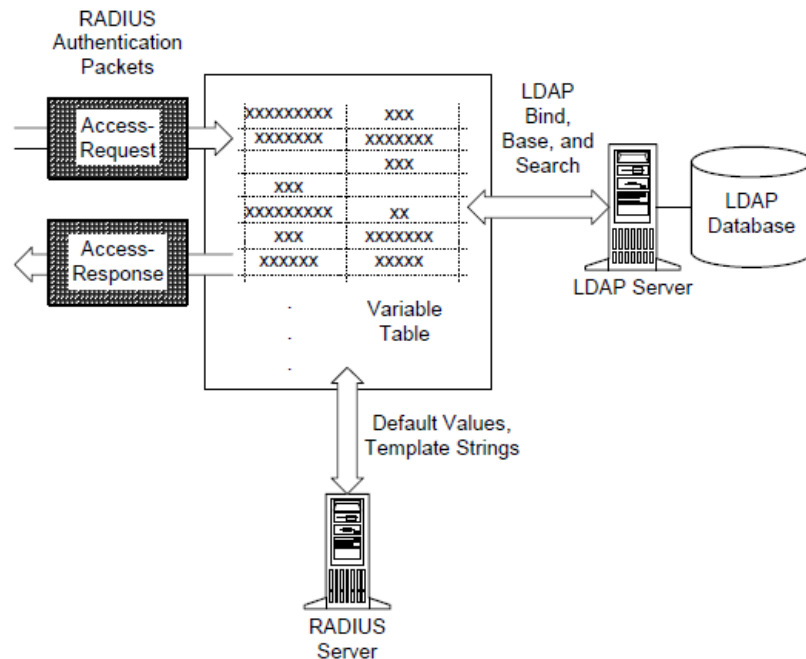 RADIUS
Authentication
Packets
Access-
Request
Access-
Response
xxxxxxxxx xxx
xxxxxxx xxxxxxx
xxx
xxx
xxxxxxxxx xx
xxx xxxxxxx
xxxxxx xxxxx
.
.
.
Variable
Table
LDAP
Bind,
Base, and
Search
LDAP Server
LDAP
Database
Default Values,
Template Strings
RADIUS
Server